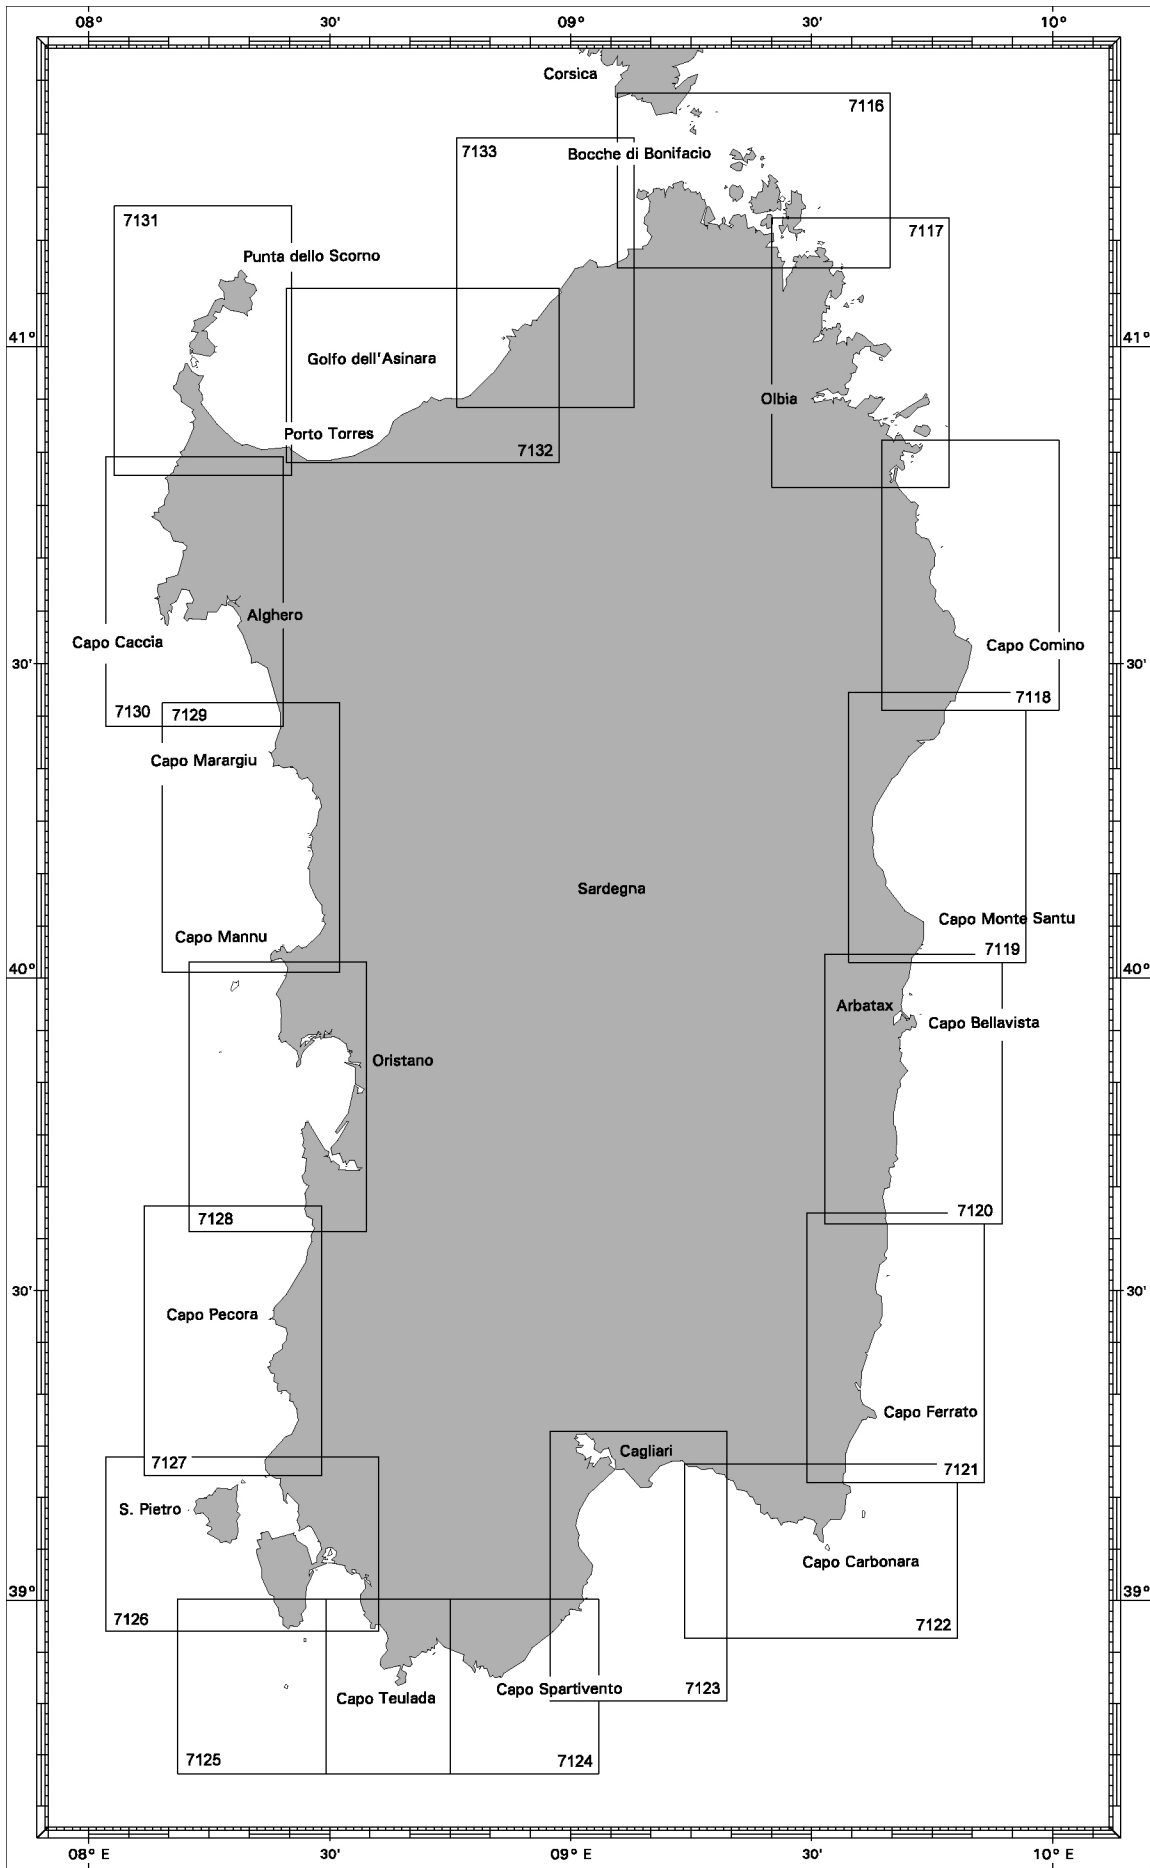 08° 30' 09° 30' 10°
Corsica
7116
7133
Bocche di Bonifacio
7131
7117
Punta dello Scorno
41° 41°
Golfo dell'Asinara
Olbia
Porto Torres
7132
Alghero
Capo Caccia
Capo Comino
30' 30'
7118
7130 7129
Capo Marargiu
Sardegna
Capo Monte Santu
Capo Mannu
7119
40° 40°
Arbatax
Capo Bellavista
Oristano
7120
7128
30' 30'
Capo Pecora
Capo Ferrato
Cagliari
7127
7121
S. Pietro
Capo Carbonara
39° 39°
7126
7122
Capo Spartivento 7123
Capo Teulada
7125 7124
08° E 30' 09° E 30' 10° E